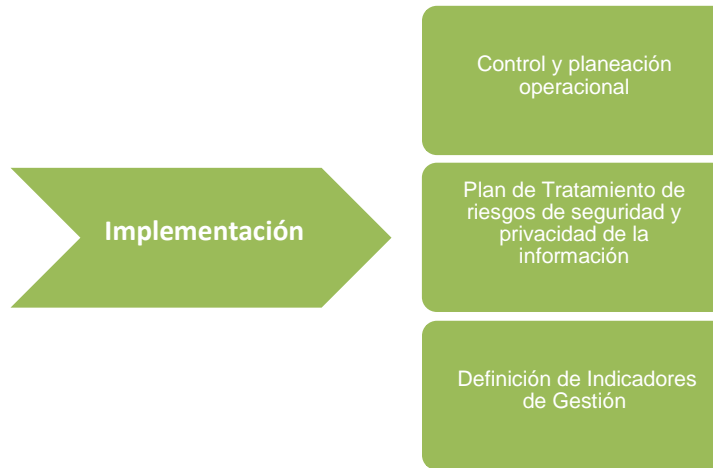 Control y planeación
operacional
Implementación
Plan de Tratamiento de
riesgos de seguridad y
privacidad de la
información
Definición de Indicadores
de Gestión